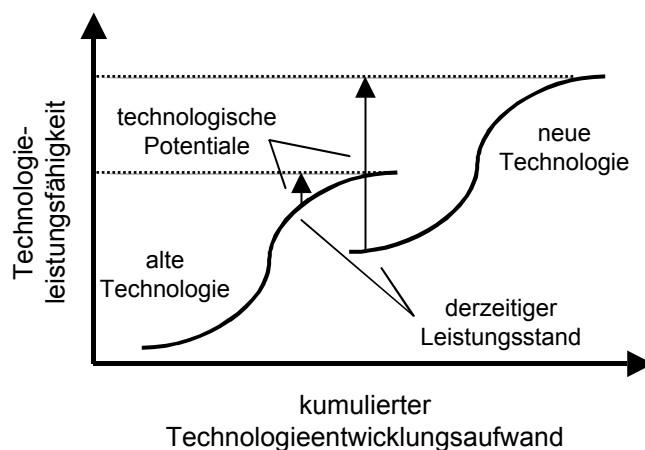 Technologie-
leistungsfähigkeit
technologische
Potentiale
neue
Technologie
alte
Technologie
derzeitiger
Leistungsstand
kumulierter
Technologieentwicklungsaufwand